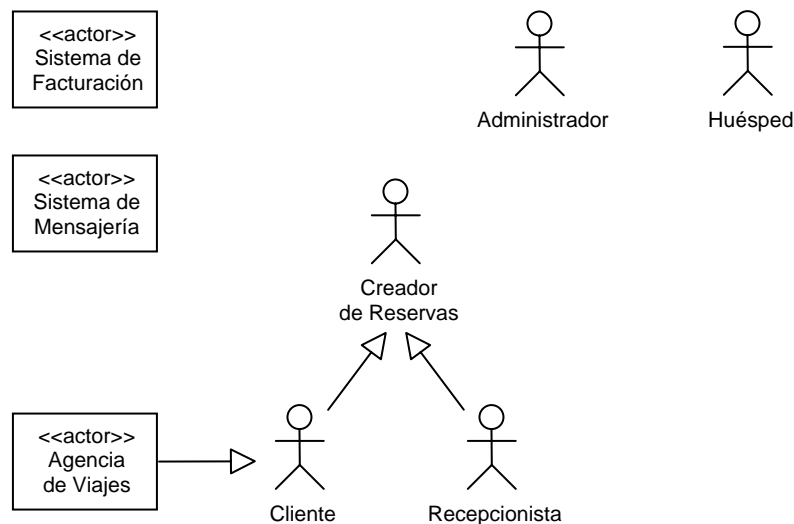 <<actor>>
Sistema de
Facturación
Administrador
Huésped
<<actor>>
Sistema de
Mensajería
Creador
de Reservas
<<actor>>
Agencia
de Viajes
Cliente
Recepcionista